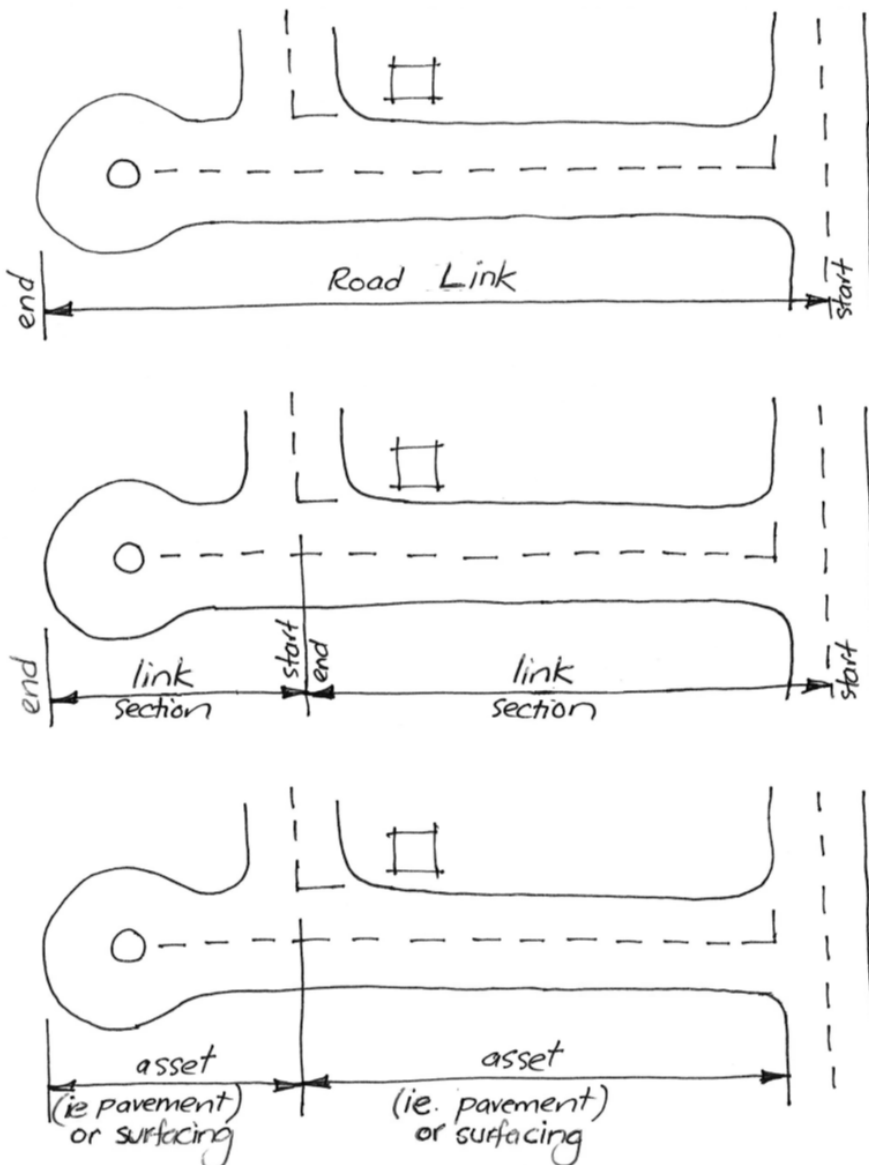 end
Road Link
start
end
link
section
start
end
link
section
start
asset
(ie pavement)
or surfacing
asset
(ie. pavement)
or surfacing